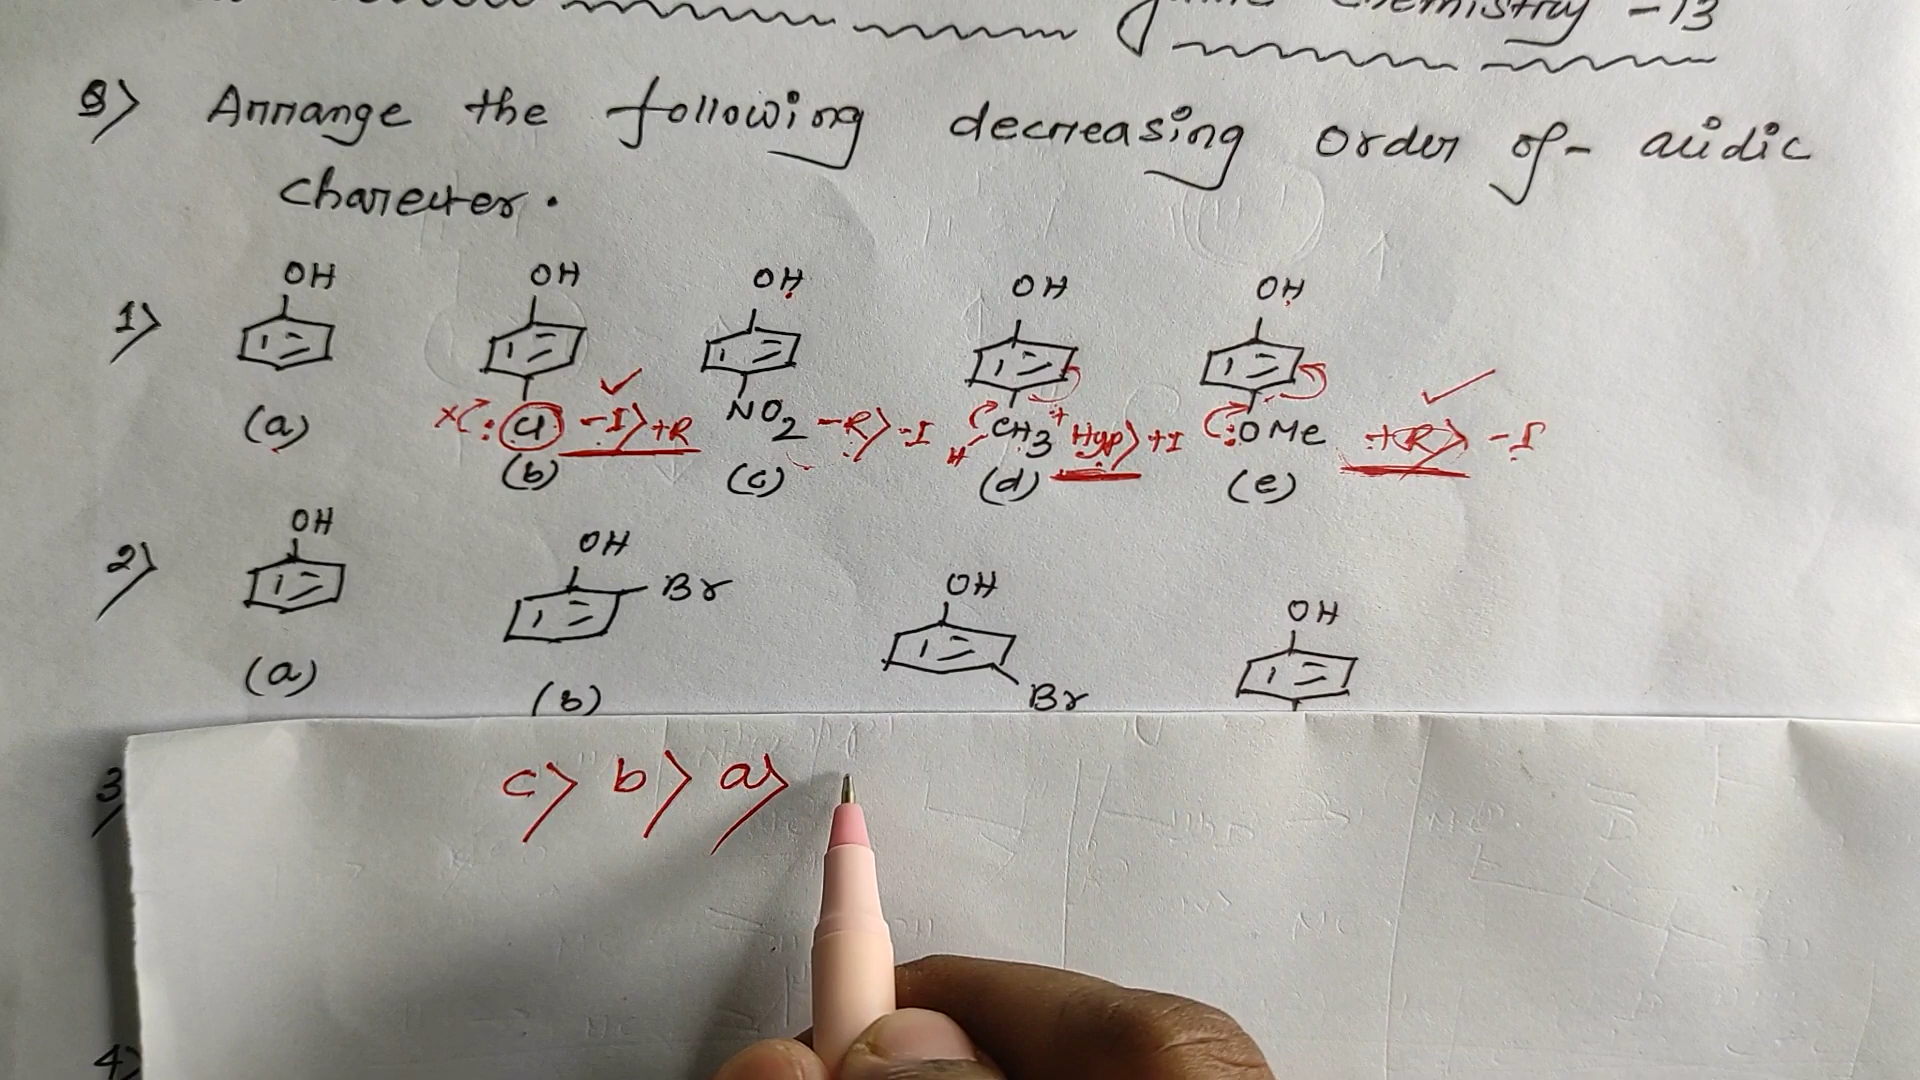 Chemistry - 13
Q> Arrange the following decreasing order of - acidic
charecter.
1> OH OH OH OH OH
Cl -I>+R NO2 -R>-I H CH3 Hyp>+I :OMe +R>-I
(a) (b) (c) (d) (e)
2> OH OH Br OH Br OH
(a) (b)
3> c> b> a>
4>